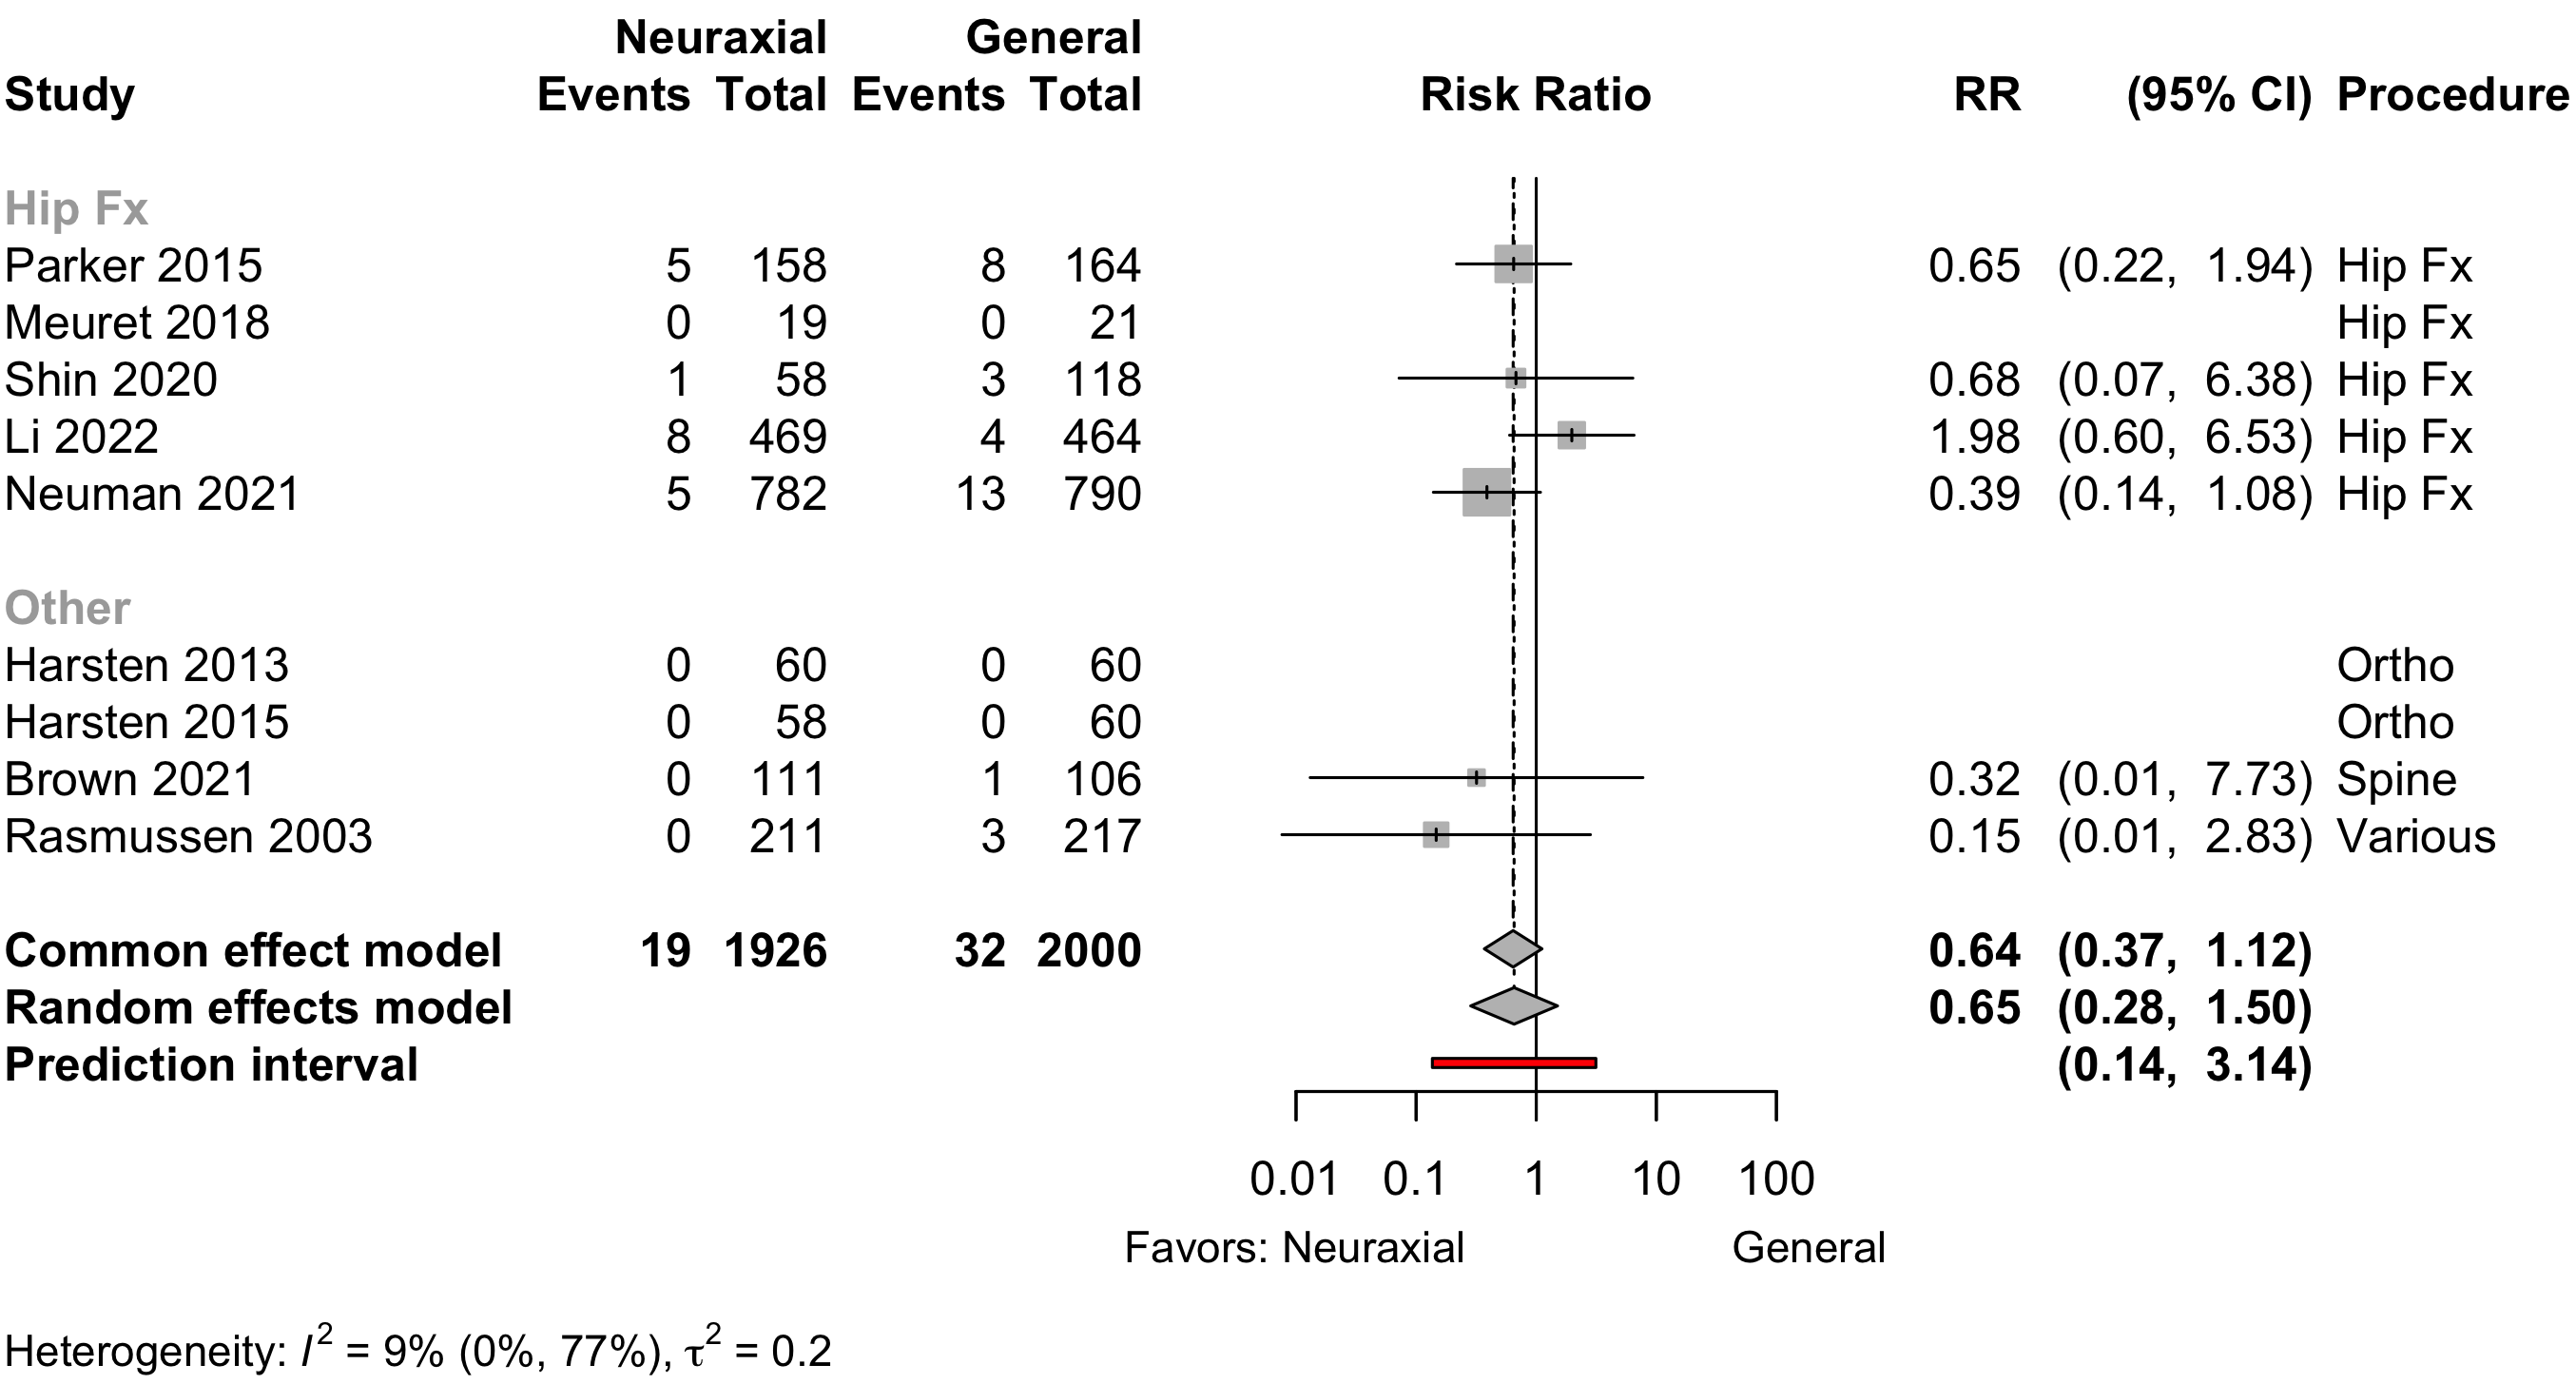 Neuraxial General
Study Events Total Events Total Risk Ratio RR (95% CI) Procedure
Hip Fx
Parker 2015 5 158 8 164 0.65 (0.22, 1.94) Hip Fx
Meuret 2018 0 19 0 21 Hip Fx
Shin 2020 1 58 3 118 0.68 (0.07, 6.38) Hip Fx
Li 2022 8 469 4 464 1.98 (0.60, 6.53) Hip Fx
Neuman 2021 5 782 13 790 0.39 (0.14, 1.08) Hip Fx
Other
Harsten 2013 0 60 0 60 Ortho
Harsten 2015 0 58 0 60 Ortho
Brown 2021 0 111 1 106 0.32 (0.01, 7.73) Spine
Rasmussen 2003 0 211 3 217 0.15 (0.01, 2.83) Various
Common effect model 19 1926 32 2000 0.64 (0.37, 1.12)
Random effects model 0.65 (0.28, 1.50)
Prediction interval (0.14, 3.14)
0.01 0.1 1 10 100
Favors: Neuraxial General
Heterogeneity: I² = 9% (0%, 77%), τ² = 0.2